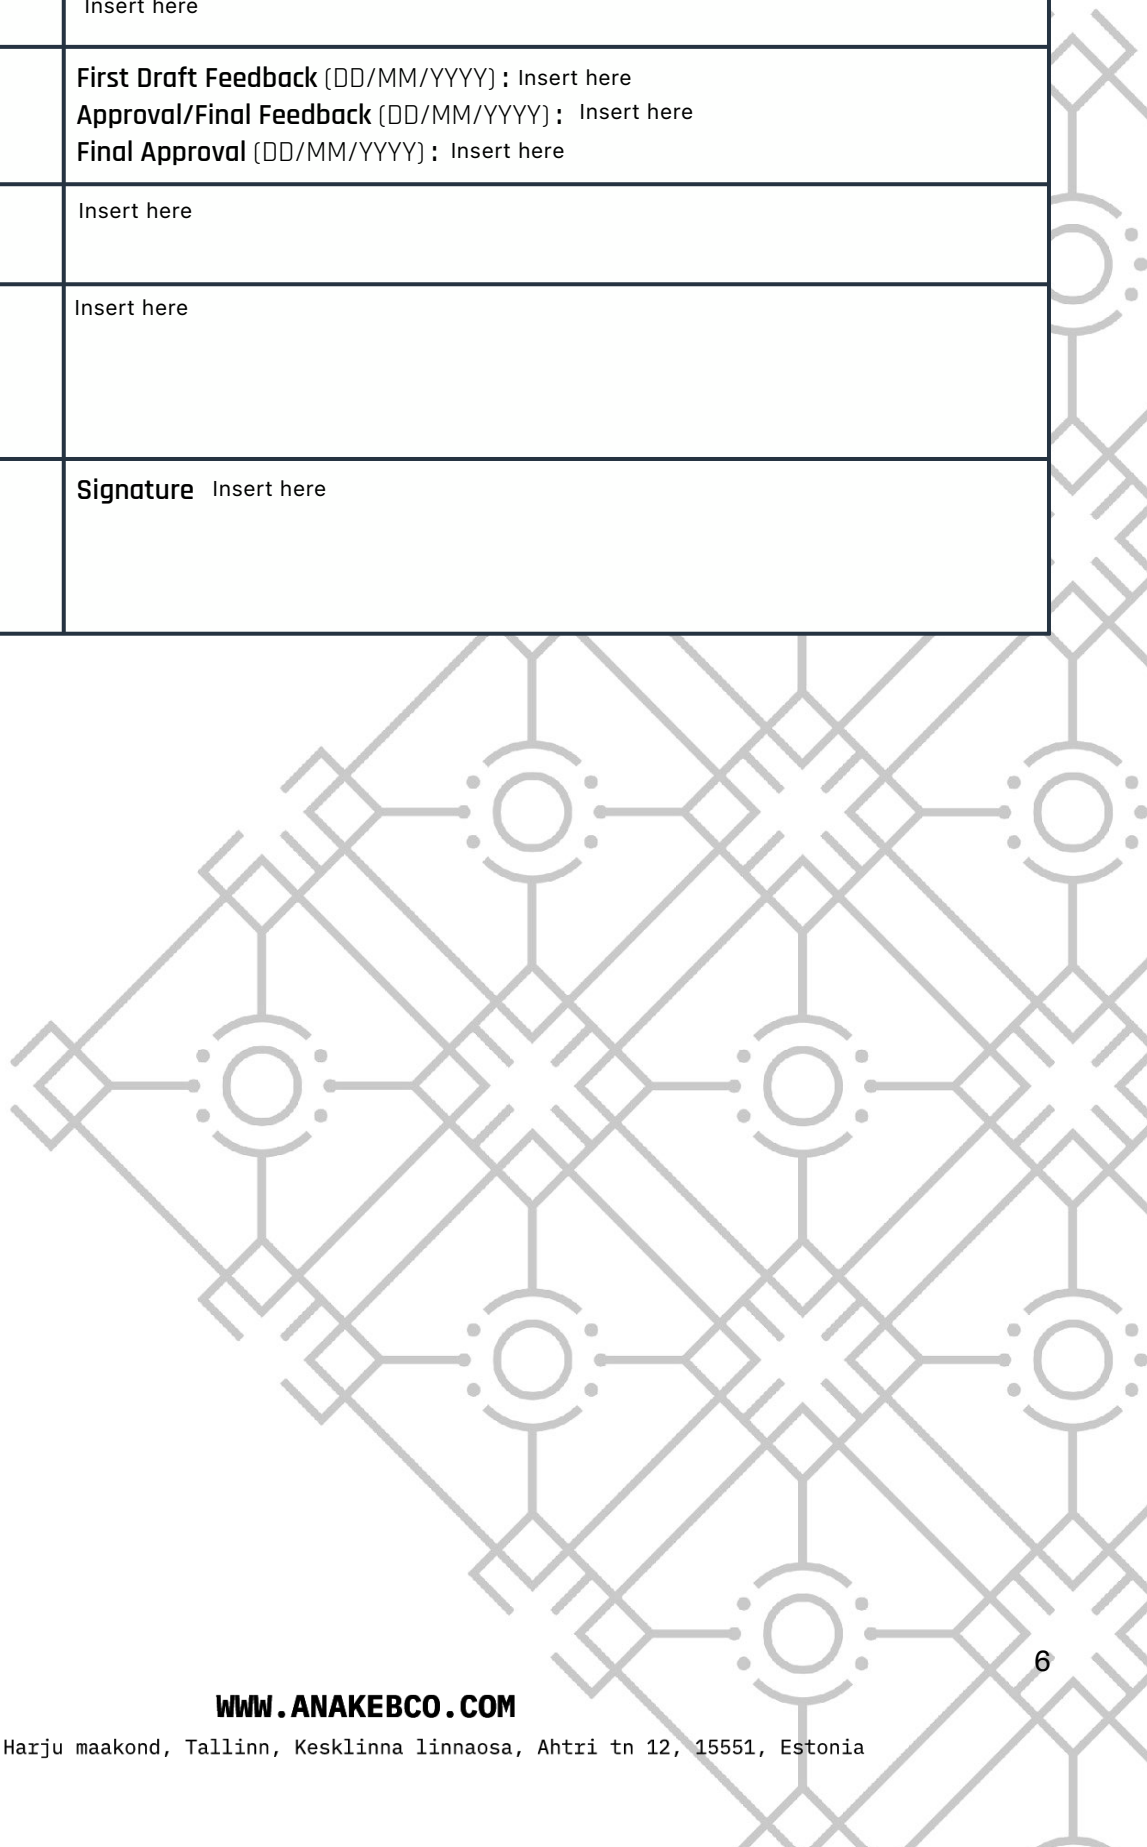 Insert here
First Draft Feedback (DD/MM/YYYY) : Insert here
Approval/Final Feedback (DD/MM/YYYY) : Insert here
Final Approval (DD/MM/YYYY) : Insert here
Insert here
Insert here
Signature Insert here
6
WWW.ANAKEBCO.COM
Harju maakond, Tallinn, Kesklinna linnaosa, Ahtri tn 12, 15551, Estonia